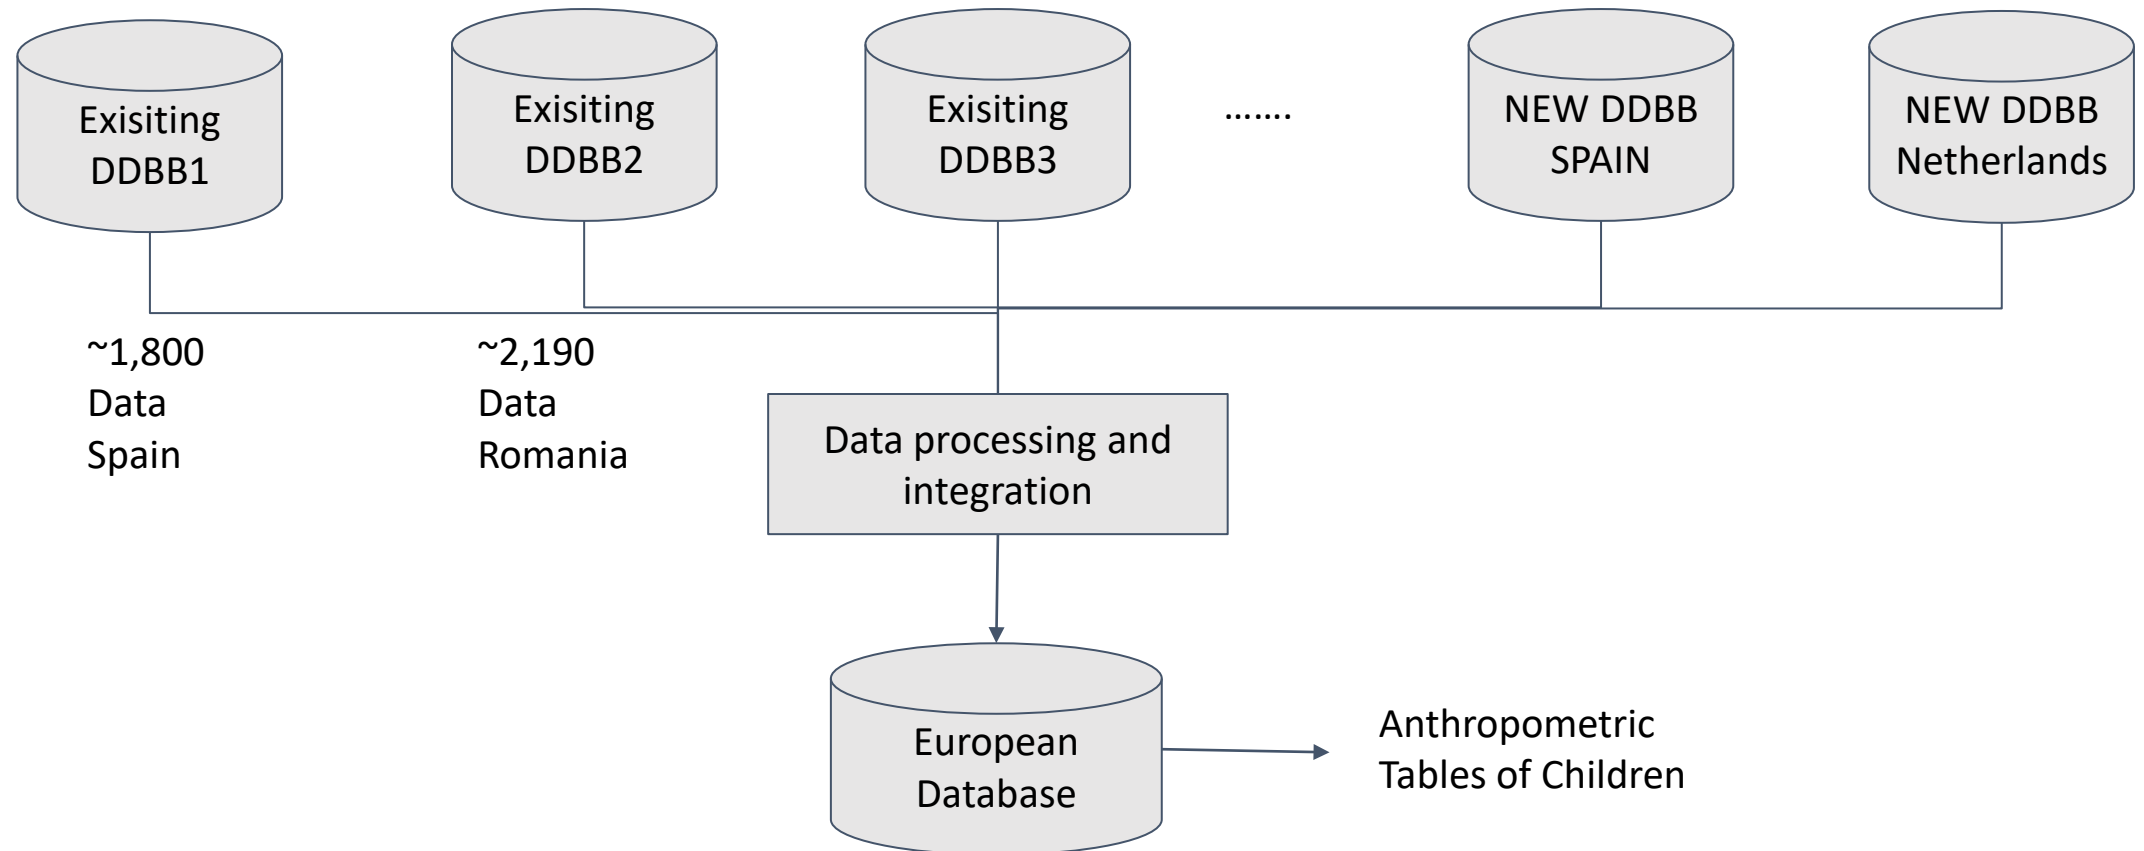 Exisiting
DDBB1
Exisiting
DDBB2
Exisiting
DDBB3
.......
NEW DDBB
SPAIN
NEW DDBB
Netherlands
~1,800
Data
Spain
~2,190
Data
Romania
Data processing and
integration
European
Database
Anthropometric
Tables of Children